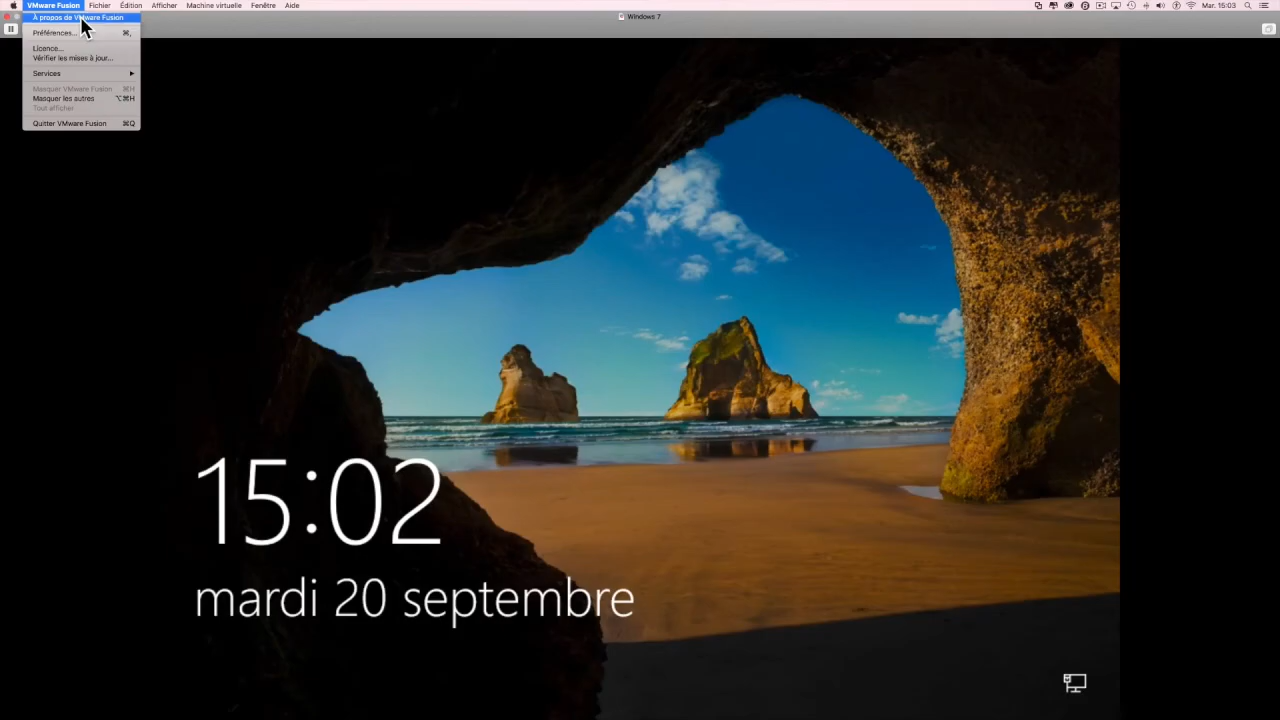 VMware Fusion Fichier Édition Afficher Machine virtuelle Fenêtre Aide Mar. 15:03
Windows 7
À propos de VMware Fusion
Préférences... ⌘,
Licence...
Vérifier les mises à jour...
Services ▶
Masquer VMware Fusion ⌘H
Masquer les autres ⌥⌘H
Tout afficher
Quitter VMware Fusion ⌘Q
15:02
mardi 20 septembre